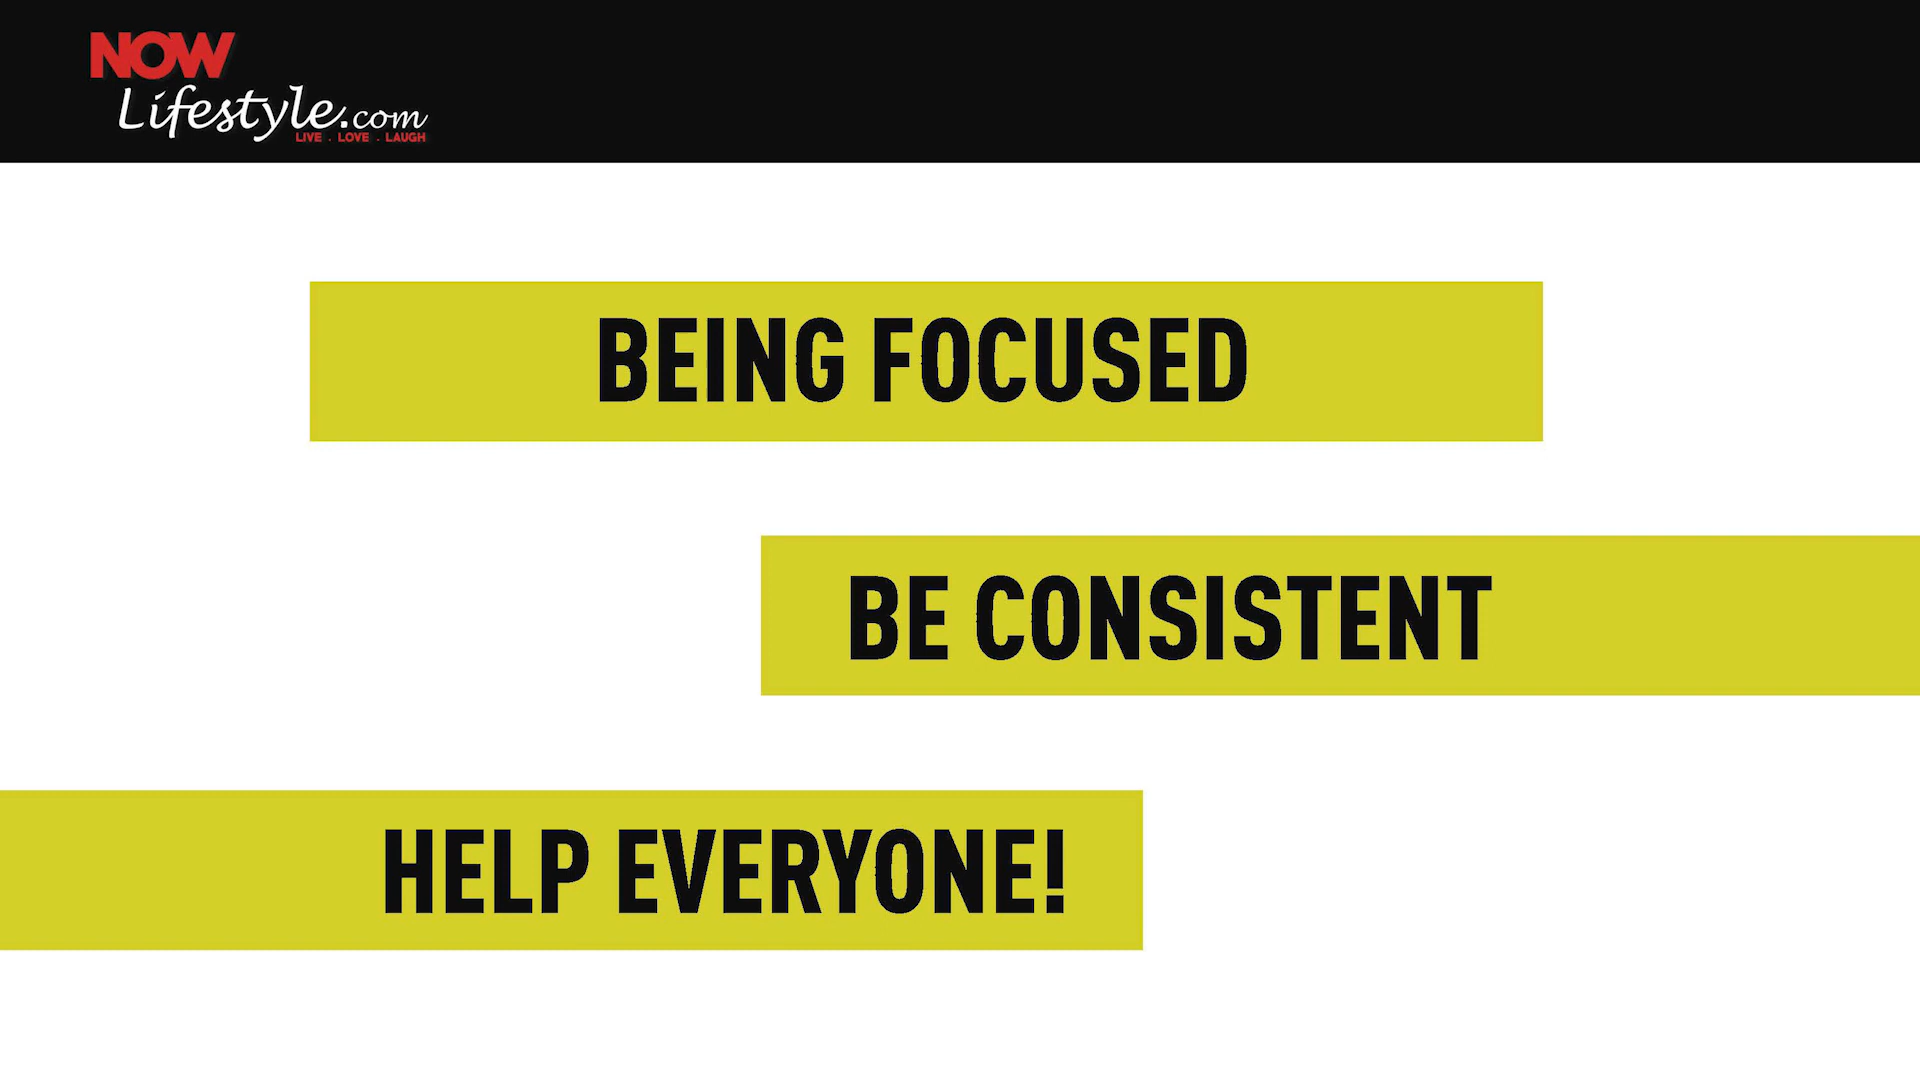 NOW
Lifestyle.com
LIVE . LOVE . LAUGH
BEING FOCUSED
BE CONSISTENT
HELP EVERYONE!